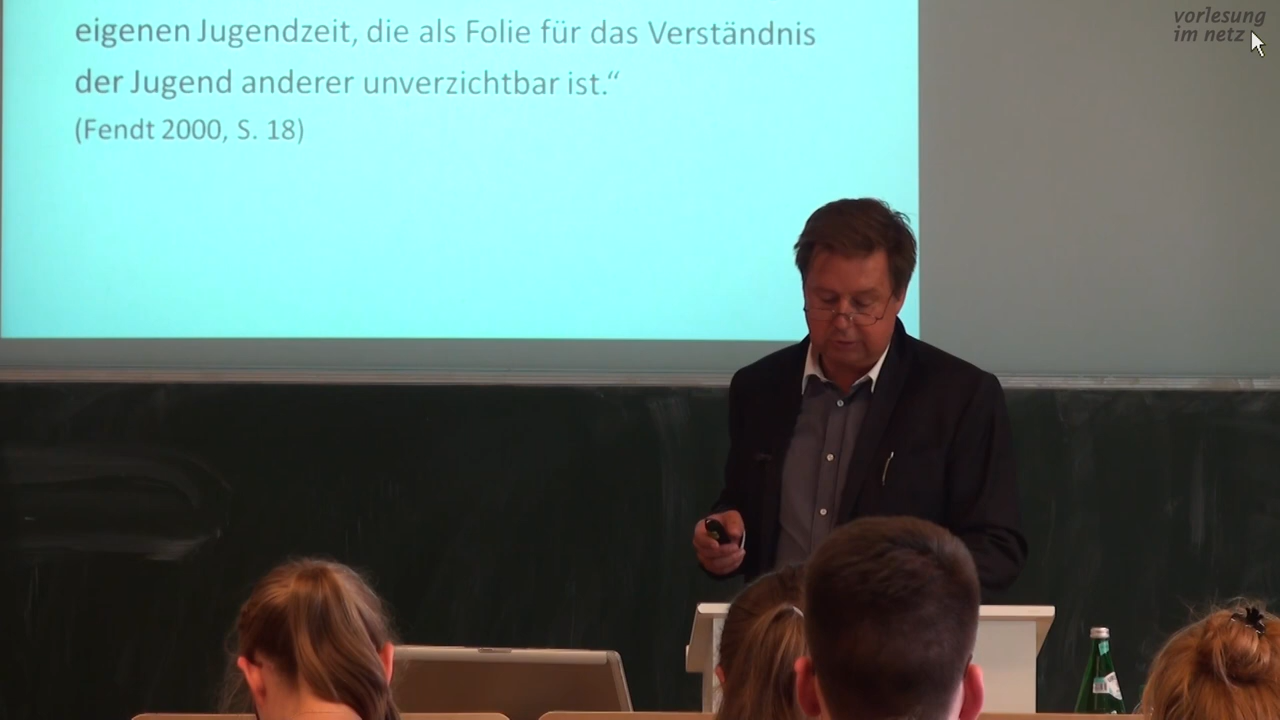 eigenen Jugendzeit, die als Folie für das Verständnis
der Jugend anderer unverzichtbar ist.“
(Fendt 2000, S. 18)
vorlesung
im netz